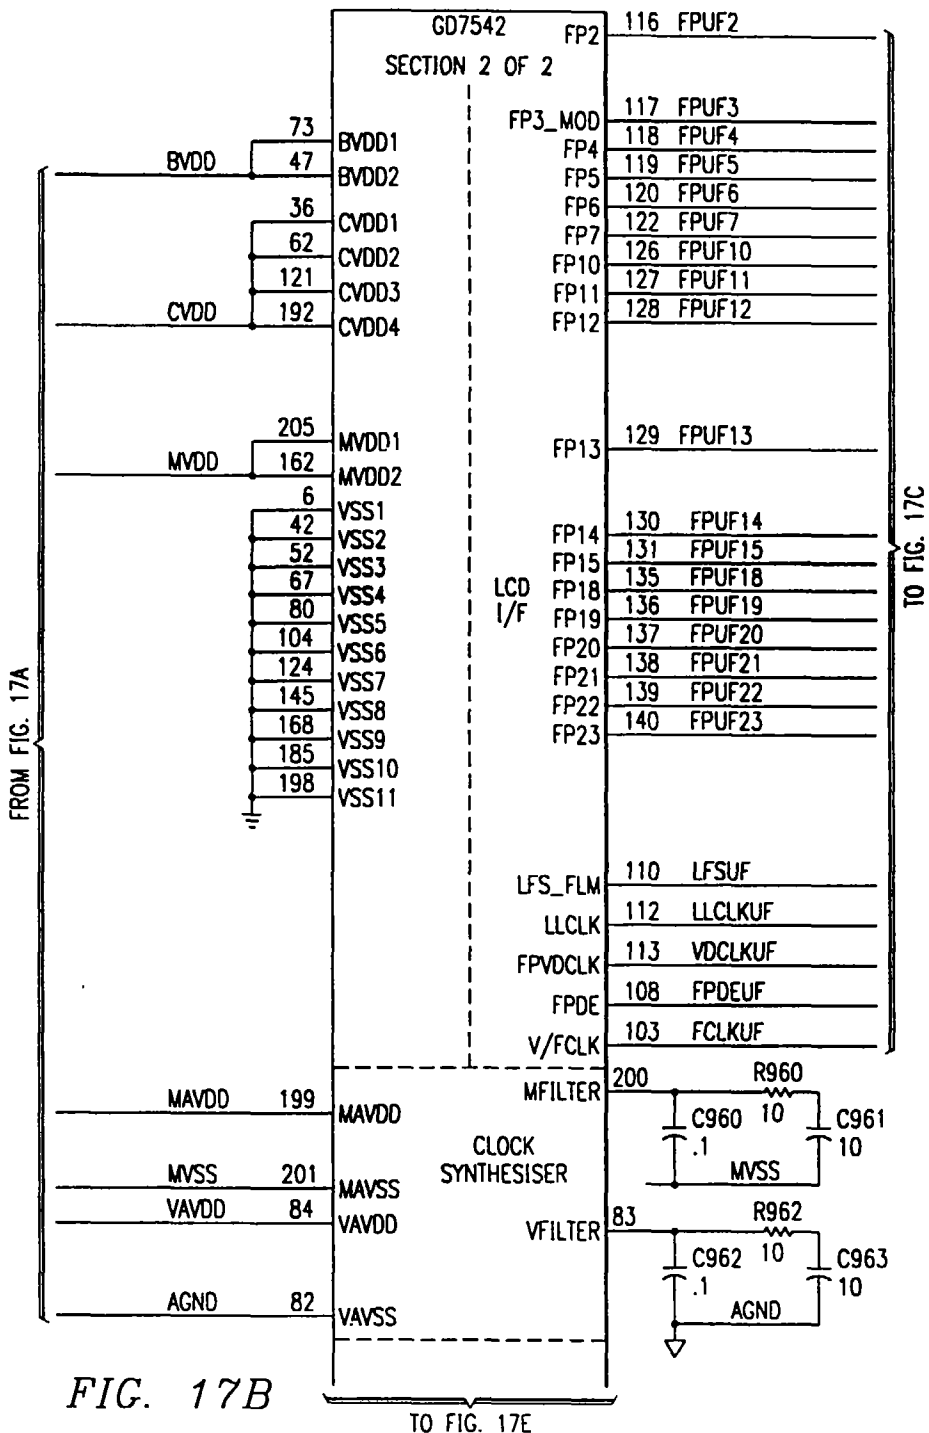 GD7542
SECTION 2 OF 2
FP2 116 FPUF2
FP3_MOD 117 FPUF3
FP4 118 FPUF4
FP5 119 FPUF5
FP6 120 FPUF6
FP7 122 FPUF7
FP10 126 FPUF10
FP11 127 FPUF11
FP12 128 FPUF12
FP13 129 FPUF13
FP14 130 FPUF14
FP15 131 FPUF15
FP18 135 FPUF18
FP19 136 FPUF19
FP20 137 FPUF20
FP21 138 FPUF21
FP22 139 FPUF22
FP23 140 FPUF23
LCD
I/F
LFS_FLM 110 LFSUF
LLCLK 112 LLCLKUF
FPVDCLK 113 VDCLKUF
FPDE 108 FPDEUF
V/FCLK 103 FCLKUF
TO FIG. 17C
FROM FIG. 17A
73 BVDD1
BVDD 47 BVDD2
36 CVDD1
62 CVDD2
121 CVDD3
CVDD 192 CVDD4
205 MVDD1
MVDD 162 MVDD2
6 VSS1
42 VSS2
52 VSS3
67 VSS4
80 VSS5
104 VSS6
124 VSS7
145 VSS8
168 VSS9
185 VSS10
198 VSS11
MAVDD 199 MAVDD
MVSS 201 MAVSS
VAVDD 84 VAVDD
AGND 82 VAVSS
CLOCK
SYNTHESISER
MFILTER 200
R960
10
C960
.1
C961
10
MVSS
VFILTER 83
R962
10
C962
.1
C963
10
AGND
FIG. 17B
TO FIG. 17E